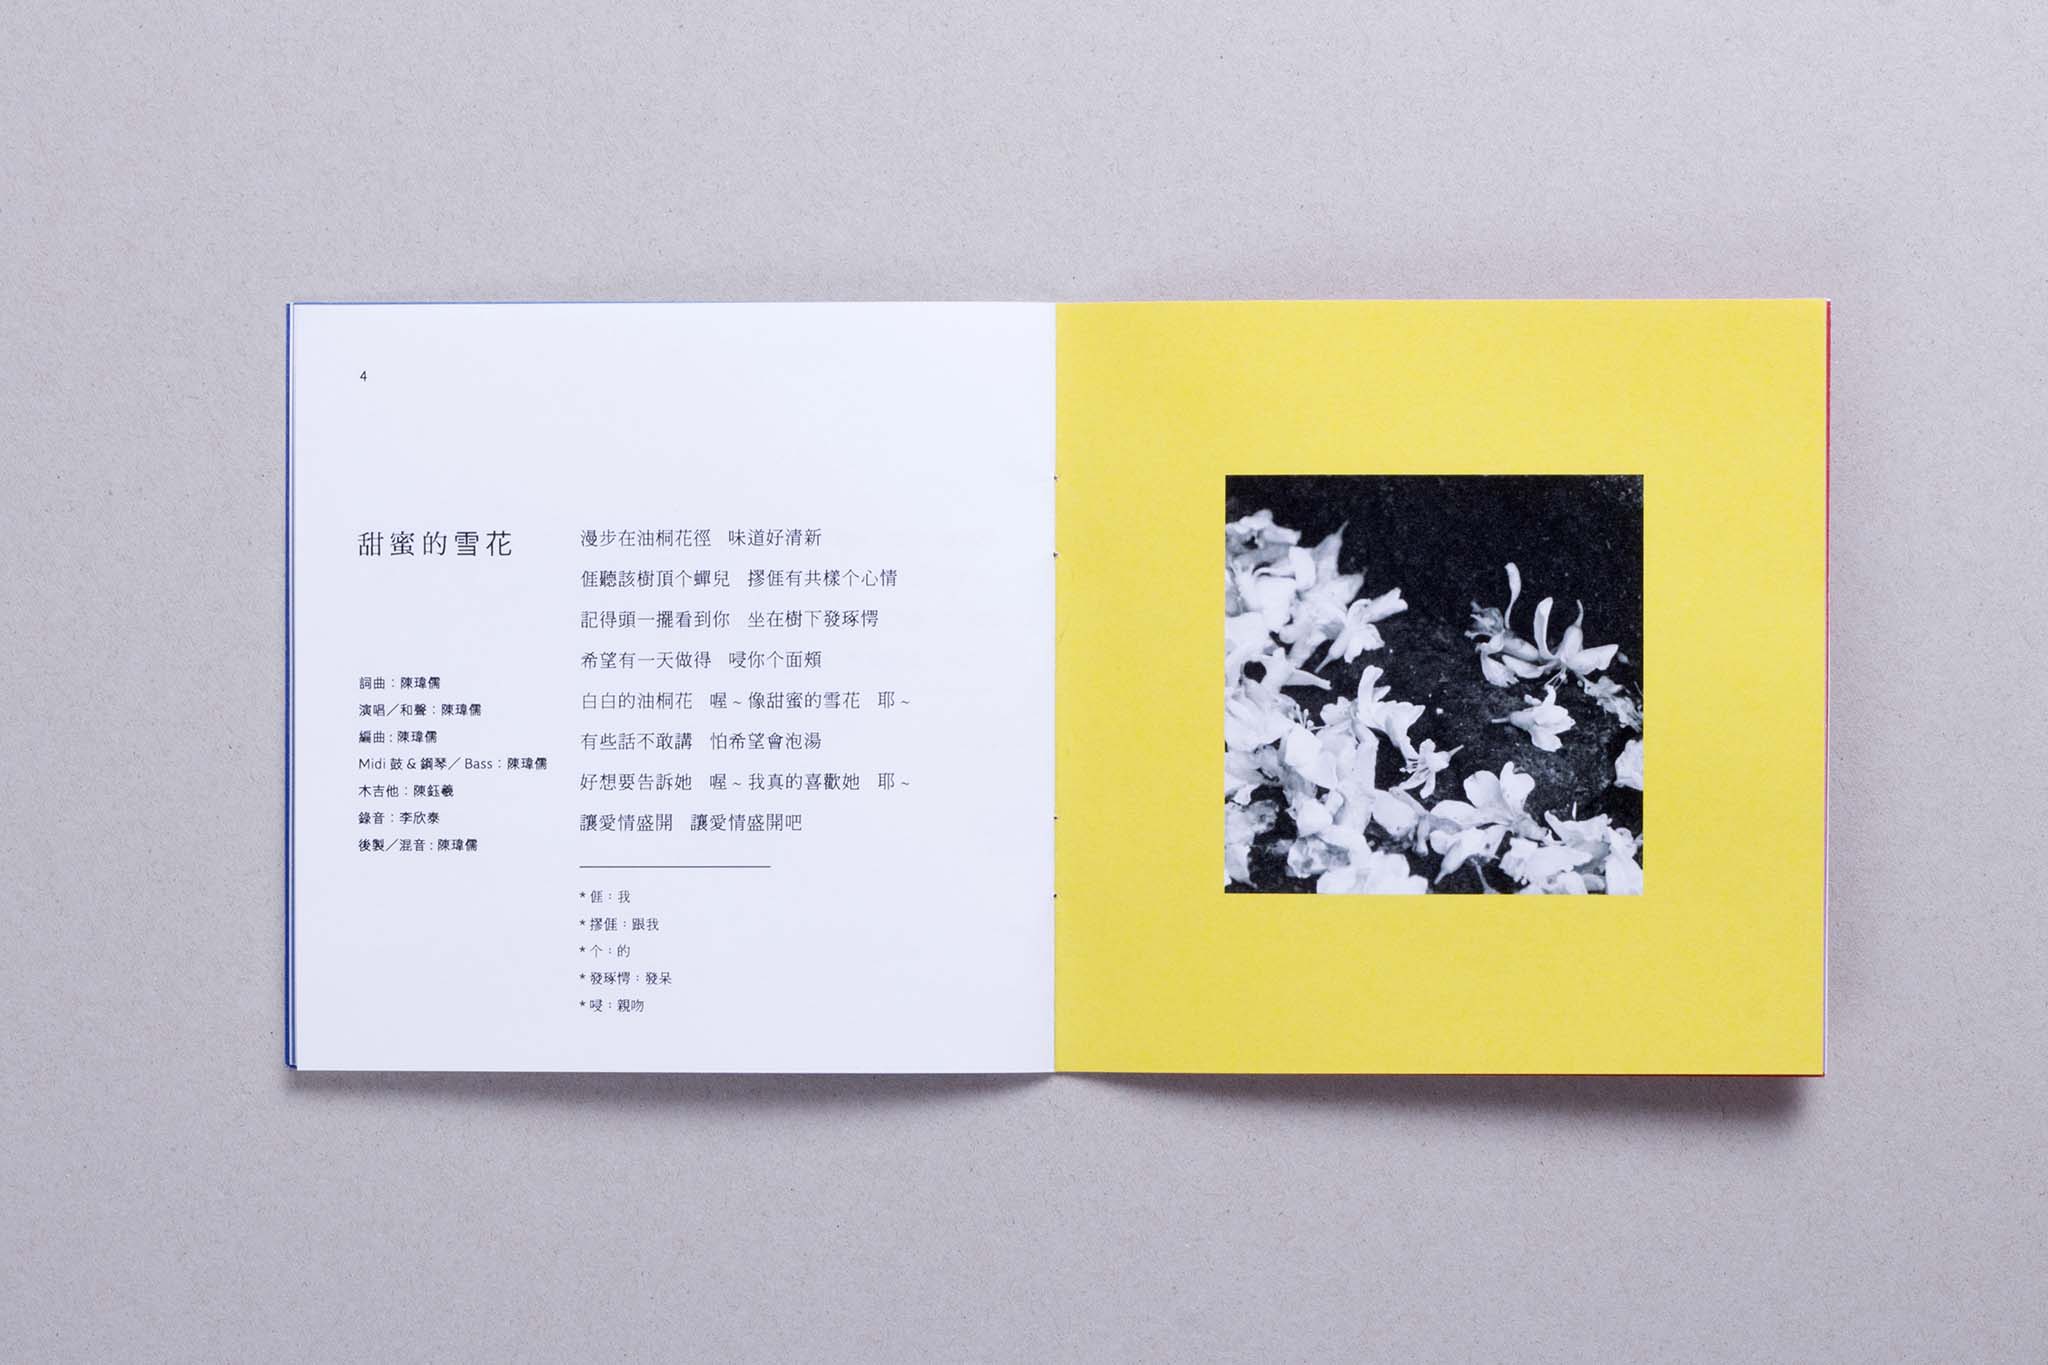 4
甜蜜的雪花
詞曲：陳瑋儒
演唱／和聲：陳瑋儒
編曲：陳瑋儒
Midi 鼓 & 鋼琴／Bass：陳瑋儒
木吉他：陳鈺羲
錄音：李欣泰
後製／混音：陳瑋儒
漫步在油桐花徑　味道好清新
𠊎聽該樹頂个蟬兒　摎𠊎有共樣个心情
記得頭一擺看到你　坐在樹下發琢愕
希望有一天做得　唚你个面頰
白白的油桐花　喔～像甜蜜的雪花　耶～
有些話不敢講　怕希望會泡湯
好想要告訴她　喔～我真的喜歡她　耶～
讓愛情盛開　讓愛情盛開吧
* 𠊎：我
* 摎𠊎：跟我
* 个：的
* 發琢愕：發呆
* 唚：親吻